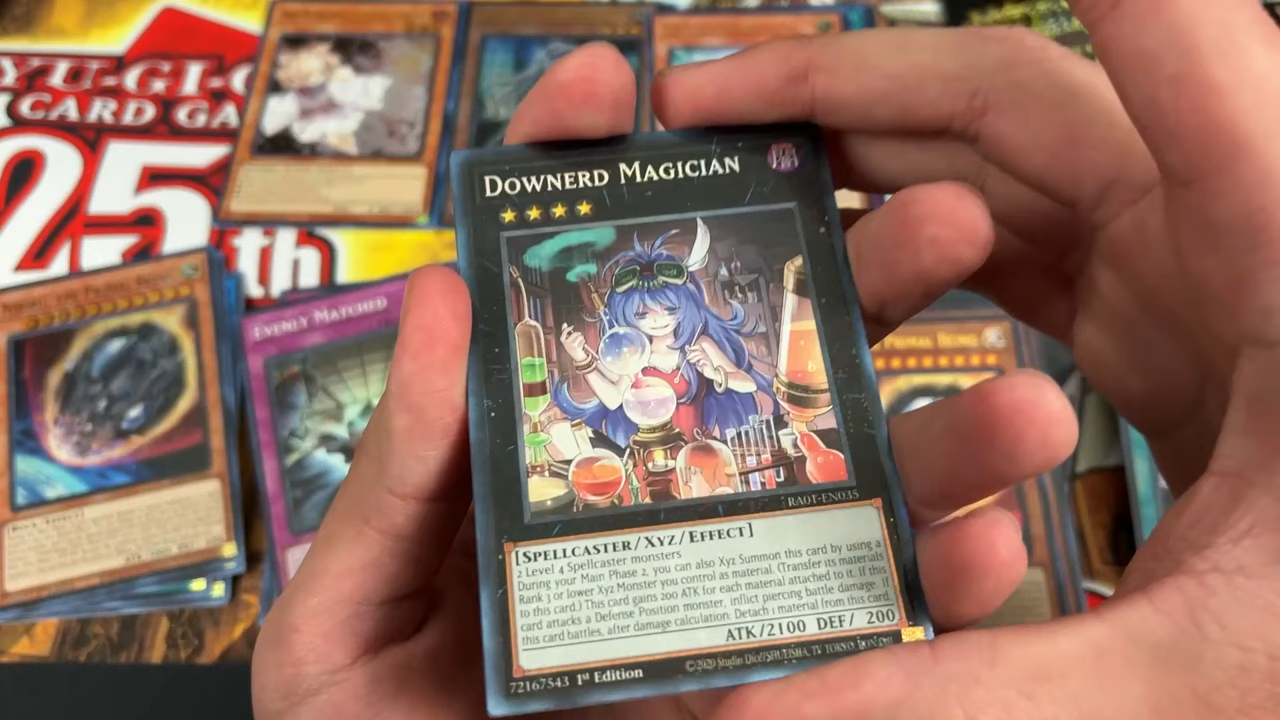 YU-GI-O
CARD GA
25th
EVENLY MATCHED
PRIMAL BEING
DOWNERD MAGICIAN
RA01-EN035
[SPELLCASTER/XYZ/EFFECT]
2 Level 4 Spellcaster monsters
During your Main Phase 2, you can also Xyz Summon this card by using a
Rank 3 or lower Xyz Monster you control as material. (Transfer its materials
to this card.) This card gains 200 ATK for each material attached to it. If this
card attacks a Defense Position monster, inflict piercing battle damage. If
this card battles, after damage calculation: Detach 1 material from this card.
ATK/2100 DEF/ 200
72167543 1st Edition
©2020 Studio Dice/SHUEISHA, TV TOKYO, KONAMI